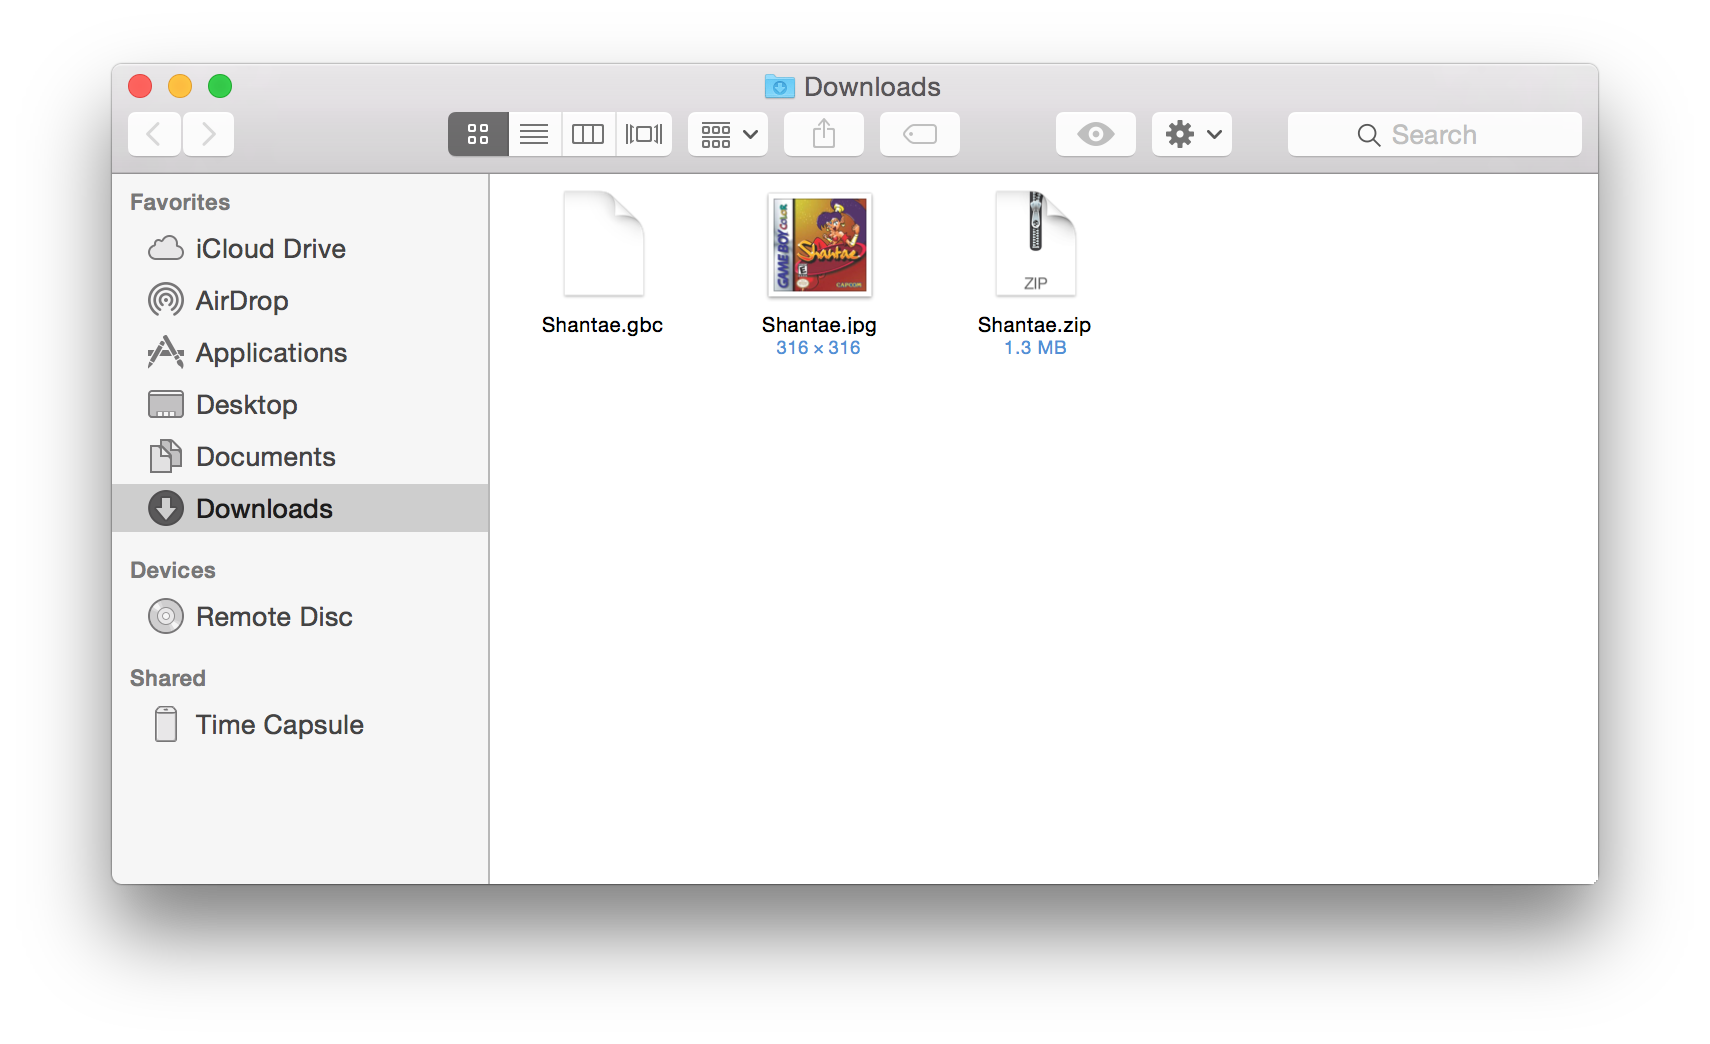 Downloads
Search
Favorites
iCloud Drive
AirDrop
Applications
Desktop
Documents
Downloads
Devices
Remote Disc
Shared
Time Capsule
GAME BOY COLOR
Shantae
E
CAPCOM
ZIP
Shantae.gbc
Shantae.jpg
316 × 316
Shantae.zip
1.3 MB